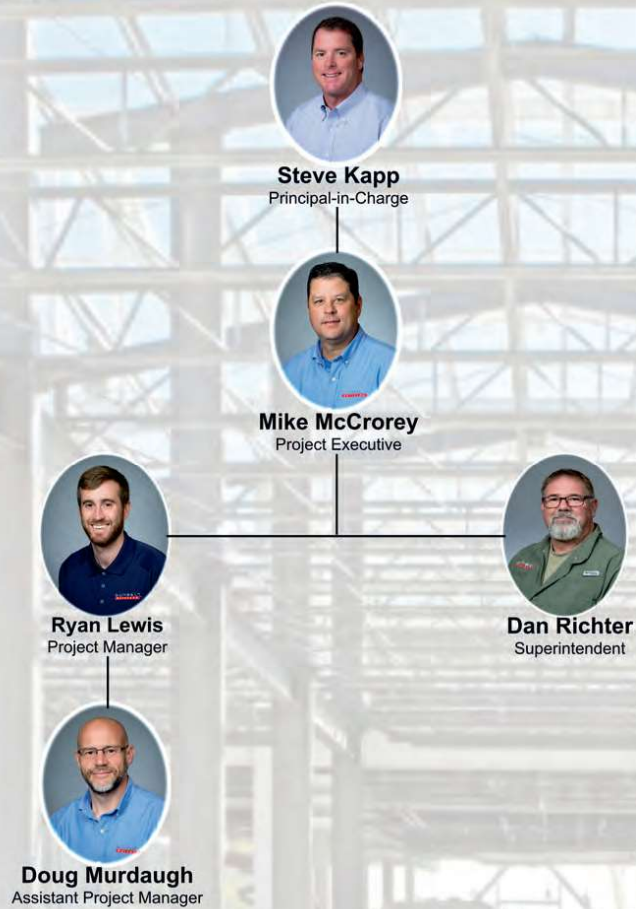 Steve Kapp
Principal-in-Charge
Mike McCrorey
Project Executive
Ryan Lewis
Project Manager
Dan Richter
Superintendent
Doug Murdaugh
Assistant Project Manager